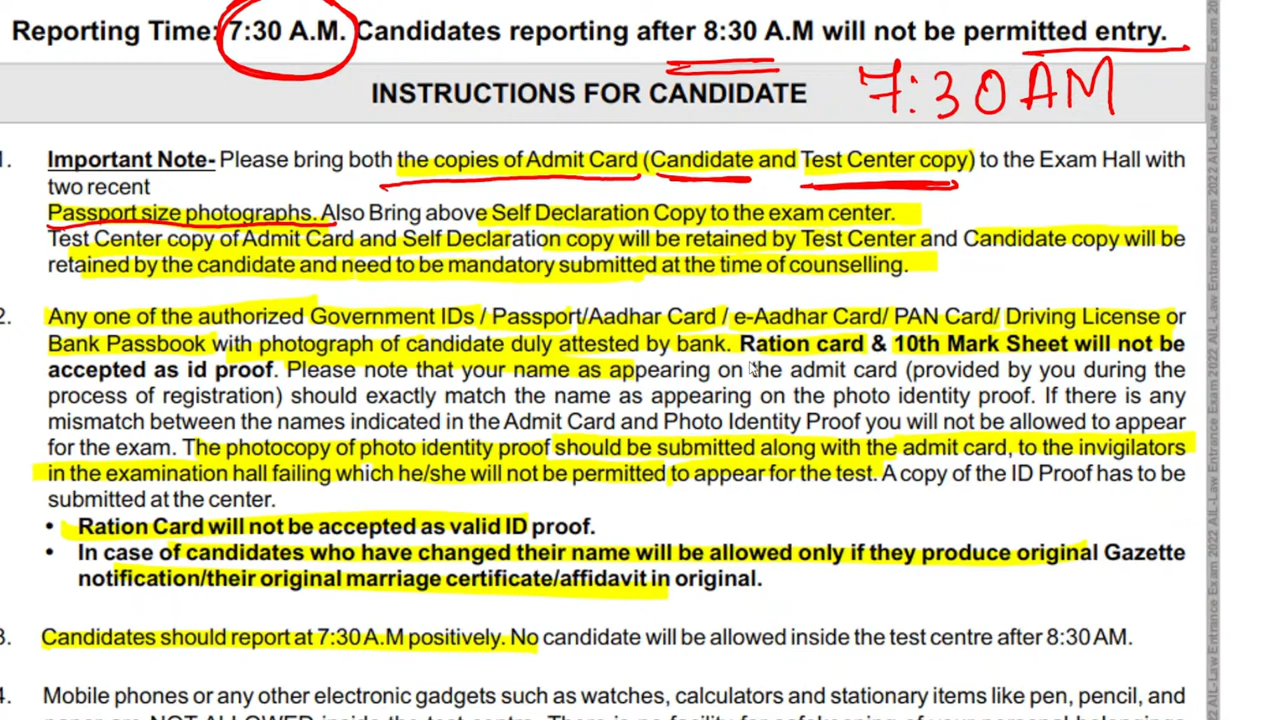 Reporting Time: 7:30 A.M. Candidates reporting after 8:30 A.M will not be permitted entry.
INSTRUCTIONS FOR CANDIDATE
7:30 AM
1. Important Note- Please bring both the copies of Admit Card (Candidate and Test Center copy) to the Exam Hall with
two recent
Passport size photographs. Also Bring above Self Declaration Copy to the exam center.
Test Center copy of Admit Card and Self Declaration copy will be retained by Test Center and Candidate copy will be
retained by the candidate and need to be mandatory submitted at the time of counselling.
2. Any one of the authorized Government IDs / Passport/Aadhar Card / e-Aadhar Card/ PAN Card/ Driving License or
Bank Passbook with photograph of candidate duly attested by bank. Ration card & 10th Mark Sheet will not be
accepted as id proof. Please note that your name as appearing on the admit card (provided by you during the
process of registration) should exactly match the name as appearing on the photo identity proof. If there is any
mismatch between the names indicated in the Admit Card and Photo Identity Proof you will not be allowed to appear
for the exam. The photocopy of photo identity proof should be submitted along with the admit card, to the invigilators
in the examination hall failing which he/she will not be permitted to appear for the test. A copy of the ID Proof has to be
submitted at the center.
• Ration Card will not be accepted as valid ID proof.
• In case of candidates who have changed their name will be allowed only if they produce original Gazette
notification/their original marriage certificate/affidavit in original.
3. Candidates should report at 7:30 A.M positively. No candidate will be allowed inside the test centre after 8:30 AM.
4. Mobile phones or any other electronic gadgets such as watches, calculators and stationary items like pen, pencil, and
AIL-Law Entrance Exam 2022 AIL-Law Entrance Exam 2022 AIL-Law Entrance Exam 20